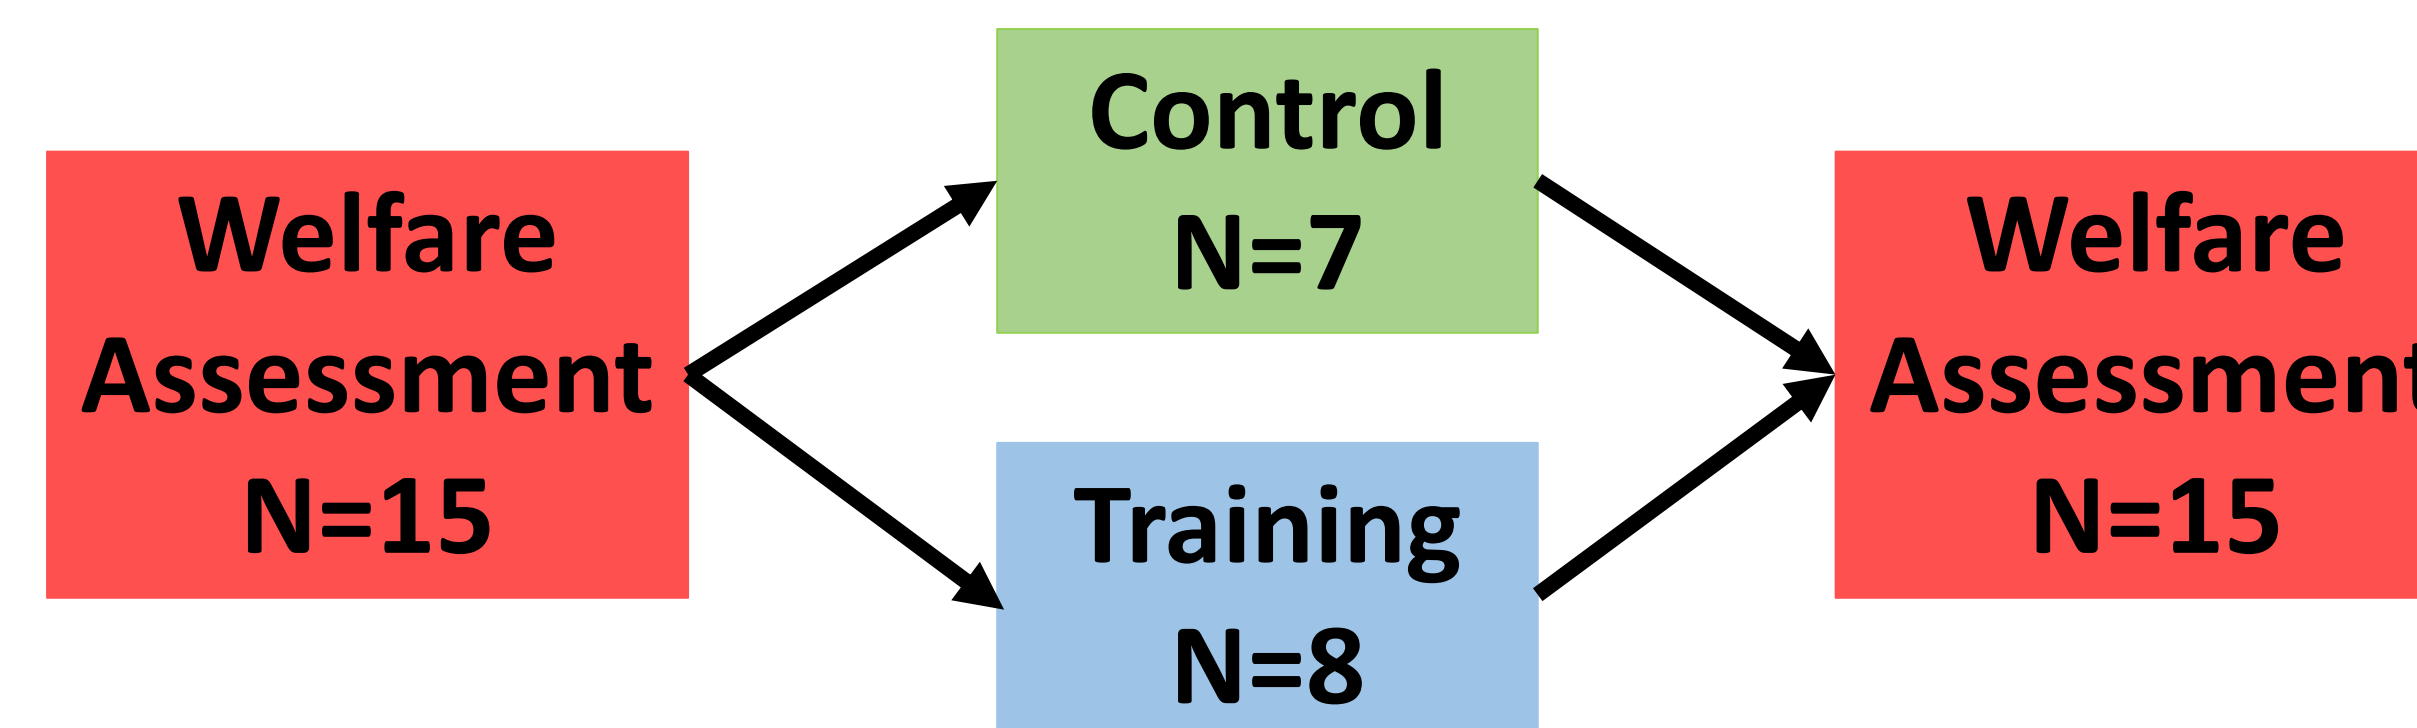 Welfare
Assessment
N=15
Control
N=7
Training
N=8
Welfare
Assessment
N=15